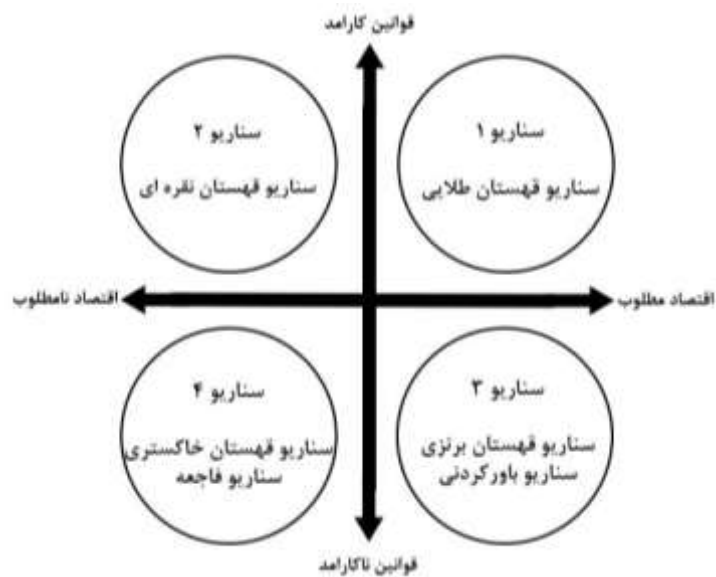 قوانین کارامد
سناریو ۱
سناریو قهستان طلایی
سناریو ۲
سناریو قهستان نقره ای
اقتصاد مطلوب
اقتصاد نامطلوب
سناریو ۳
سناریو قهستان برنزی
سناریو باورکردنی
سناریو ۴
سناریو قهستان خاکستری
سناریو فاجعه
قوانین ناکارامد